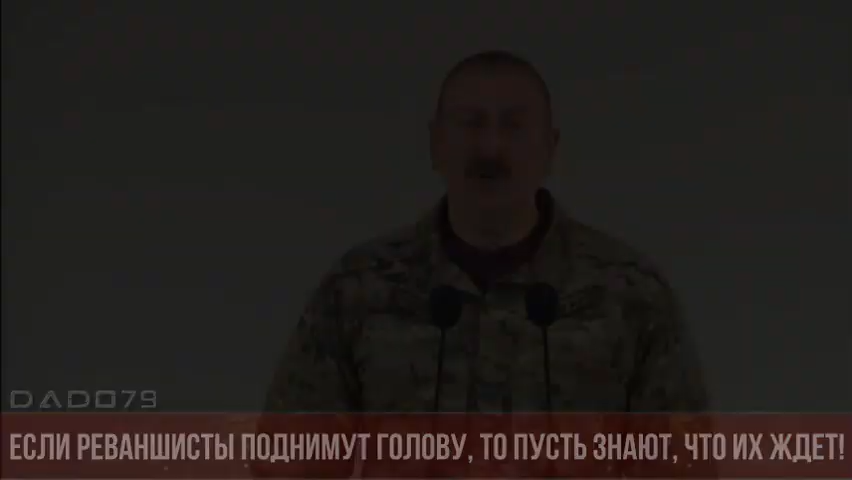 DADO79
ЕСЛИ РЕВАНШИСТЫ ПОДНИМУТ ГОЛОВУ, ТО ПУСТЬ ЗНАЮТ, ЧТО ИХ ЖДЕТ!